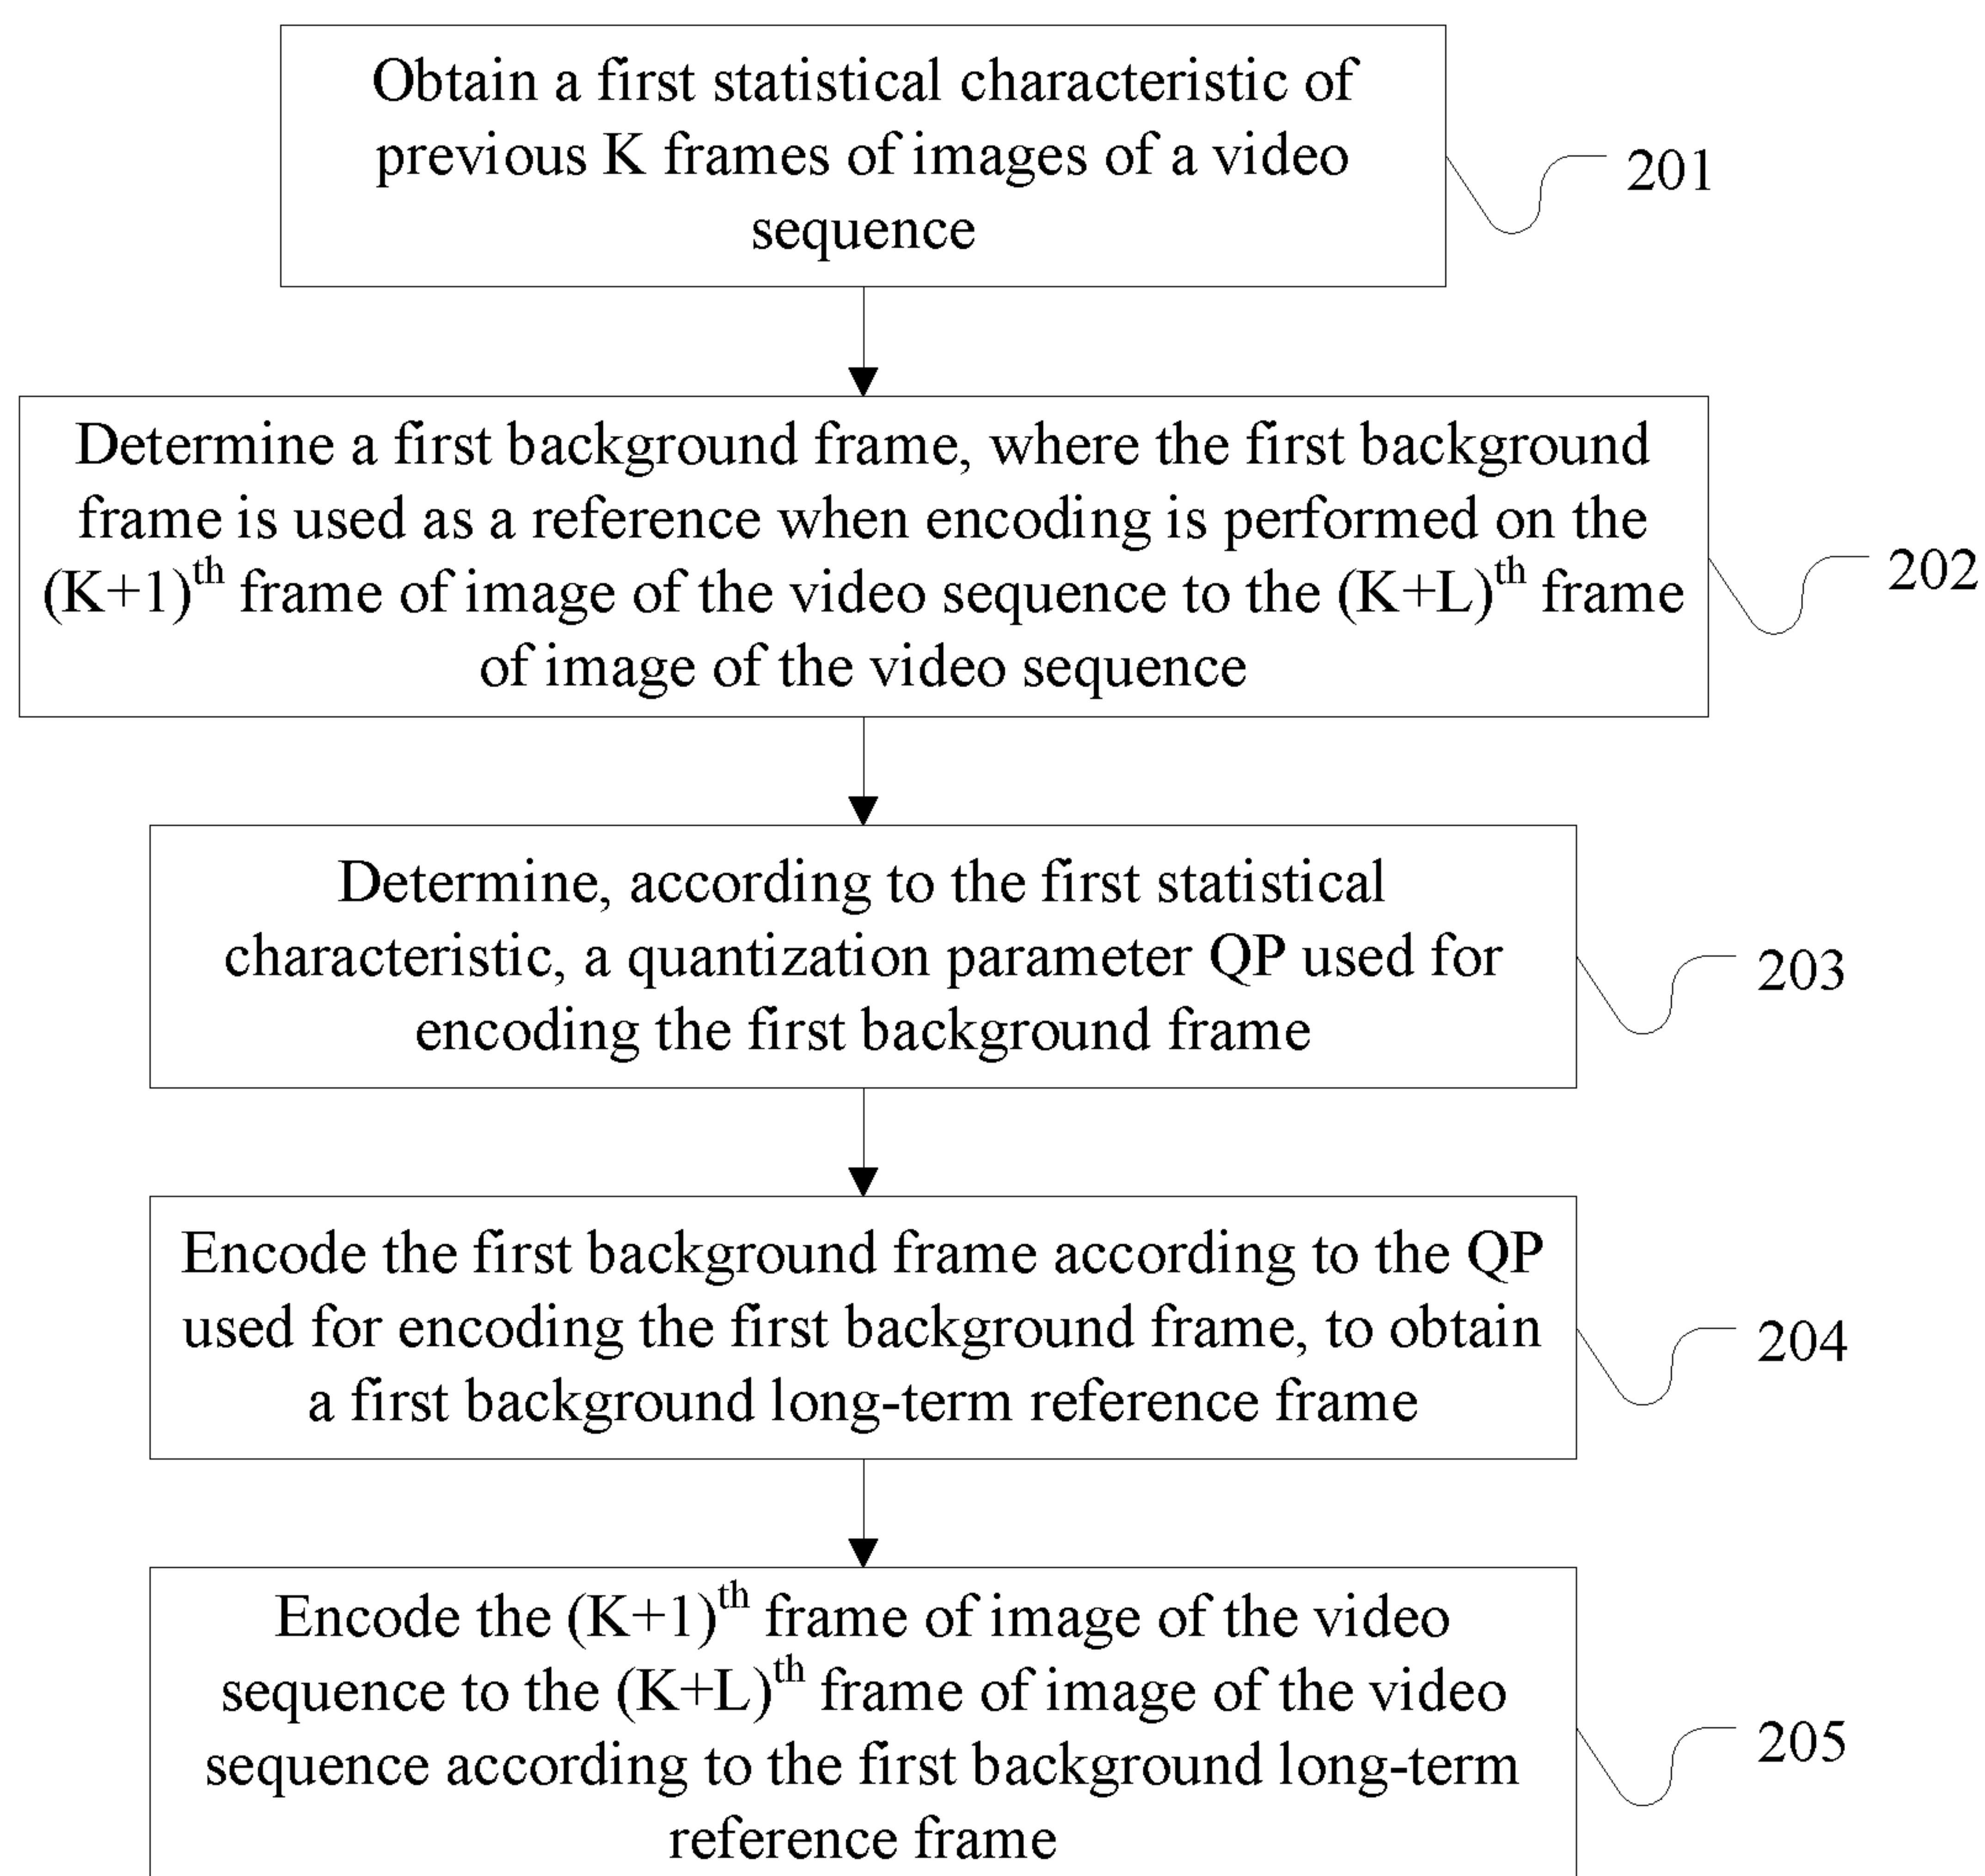 Obtain a first statistical characteristic of
previous K frames of images of a video
sequence
201
Determine a first background frame, where the first background
frame is used as a reference when encoding is performed on the
(K+1)th frame of image of the video sequence to the (K+L)th frame
of image of the video sequence
202
Determine, according to the first statistical
characteristic, a quantization parameter QP used for
encoding the first background frame
203
Encode the first background frame according to the QP
used for encoding the first background frame, to obtain
a first background long-term reference frame
204
Encode the (K+1)th frame of image of the video
sequence to the (K+L)th frame of image of the video
sequence according to the first background long-term
reference frame
205